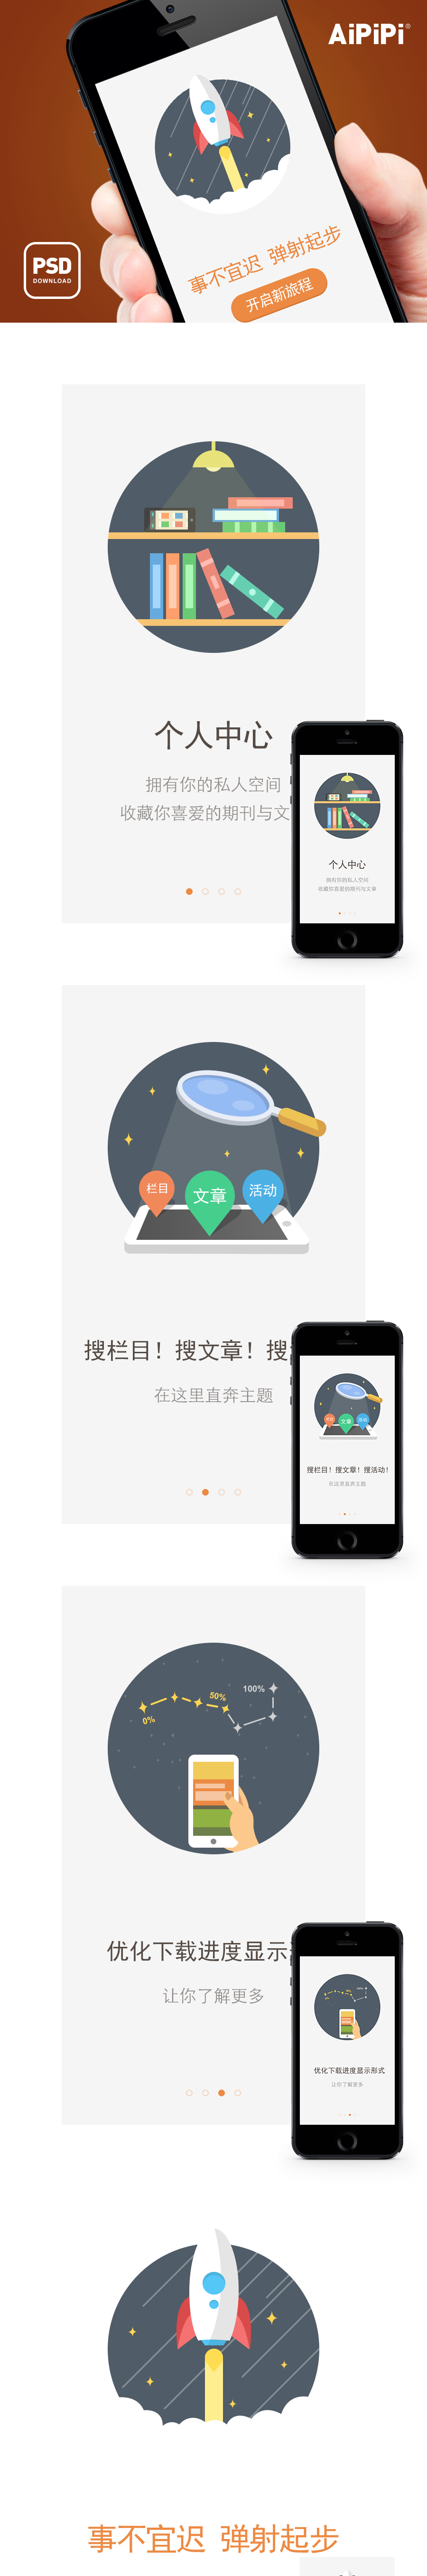 AiPiPi®
PSD
DOWNLOAD
事不宜迟 弹射起步
开启新旅程
个人中心
拥有你的私人空间
收藏你喜爱的期刊与文
个人中心
拥有你的私人空间
收藏你喜爱的期刊与文章
栏目
文章
活动
搜栏目！搜文章！搜
在这里直奔主题
栏目
文章
活动
搜栏目！搜文章！搜活动！
在这里直奔主题
0%
50%
100%
优化下载进度显示
让你了解更多
优化下载进度显示形式
让你了解更多
事不宜迟 弹射起步